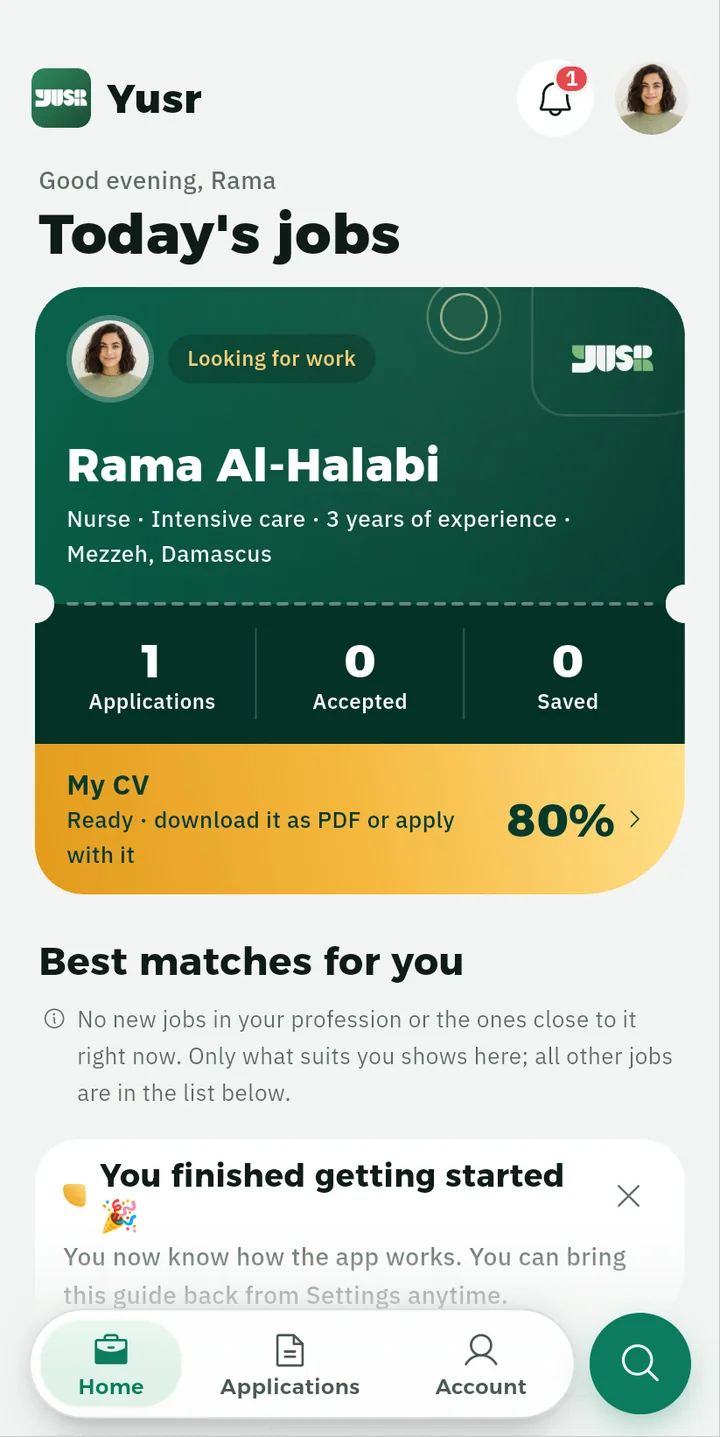 YUSR
Yusr
1
Good evening, Rama
Today's jobs
Looking for work
YUSR
Rama Al-Halabi
Nurse · Intensive care · 3 years of experience ·
Mezzeh, Damascus
1
Applications
0
Accepted
0
Saved
My CV
Ready · download it as PDF or apply
with it
80%
Best matches for you
No new jobs in your profession or the ones close to it
right now. Only what suits you shows here; all other jobs
are in the list below.
You finished getting started
🎉
You now know how the app works. You can bring
this guide back from Settings anytime.
Home
Applications
Account